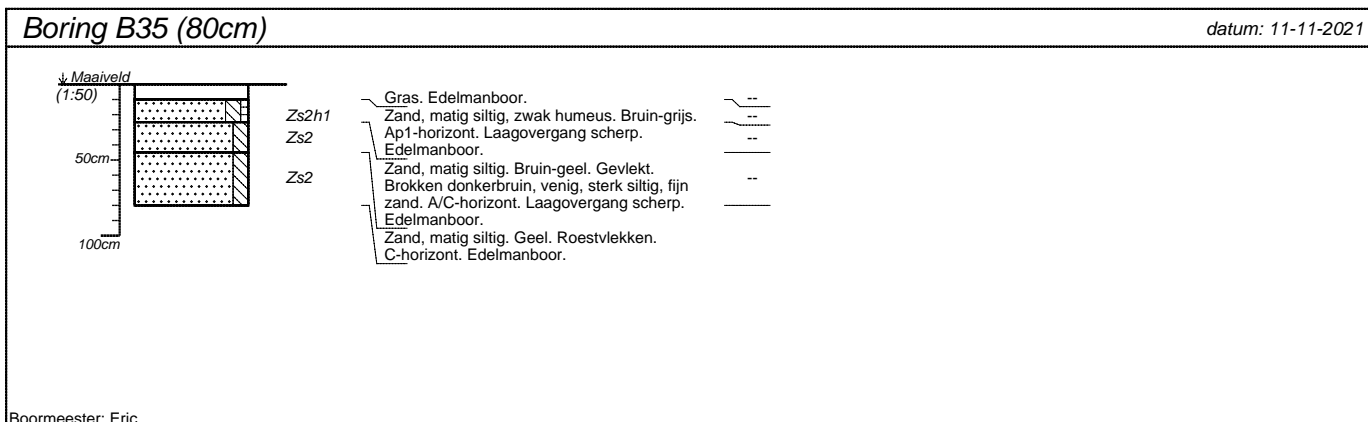 Boring B35 (80cm)
datum: 11-11-2021
Maaiveld
(1:50)
50cm
100cm
Zs2h1
Zs2
Zs2
Gras. Edelmanboor.
Zand, matig siltig, zwak humeus. Bruin-grijs.
Ap1-horizont. Laagovergang scherp.
Edelmanboor.
Zand, matig siltig. Bruin-geel. Gevlekt.
Brokken donkerbruin, venig, sterk siltig, fijn
zand. A/C-horizont. Laagovergang scherp.
Edelmanboor.
Zand, matig siltig. Geel. Roestvlekken.
C-horizont. Edelmanboor.
--
--
--
--
Boormeester: Eric